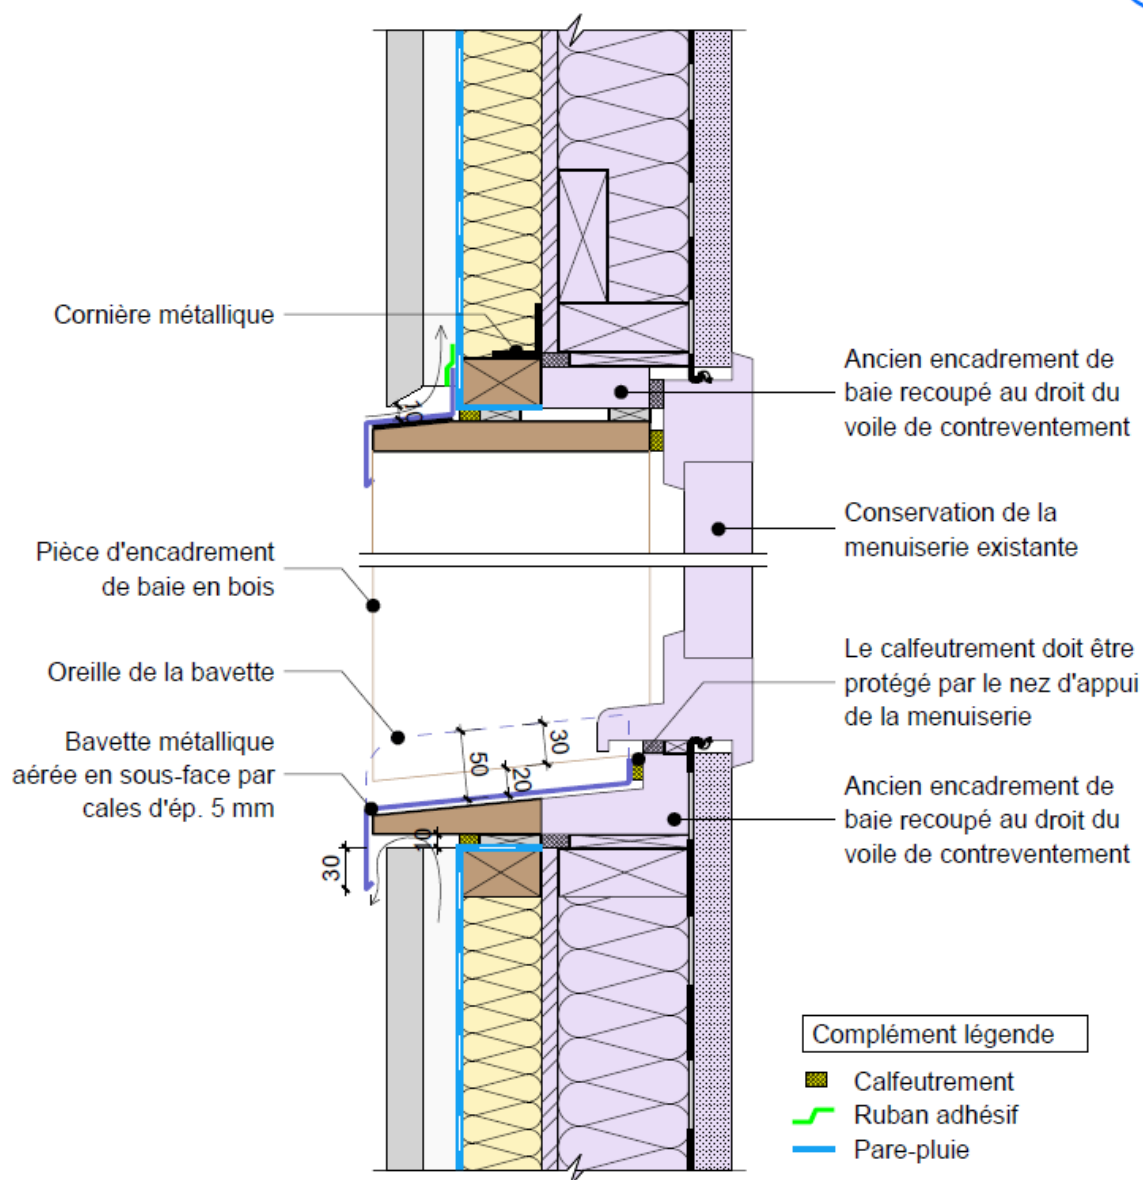 Cornière métallique
Ancien encadrement de
baie recoupé au droit du
voile de contreventement
10
Conservation de la
menuiserie existante
Pièce d'encadrement
de baie en bois
Oreille de la bavette
Le calfeutrement doit être
protégé par le nez d'appui
de la menuiserie
Bavette métallique
aérée en sous-face par
cales d'ép. 5 mm
50
30
20
Ancien encadrement de
baie recoupé au droit du
voile de contreventement
10
30
Complément légende
Calfeutrement
Ruban adhésif
Pare-pluie